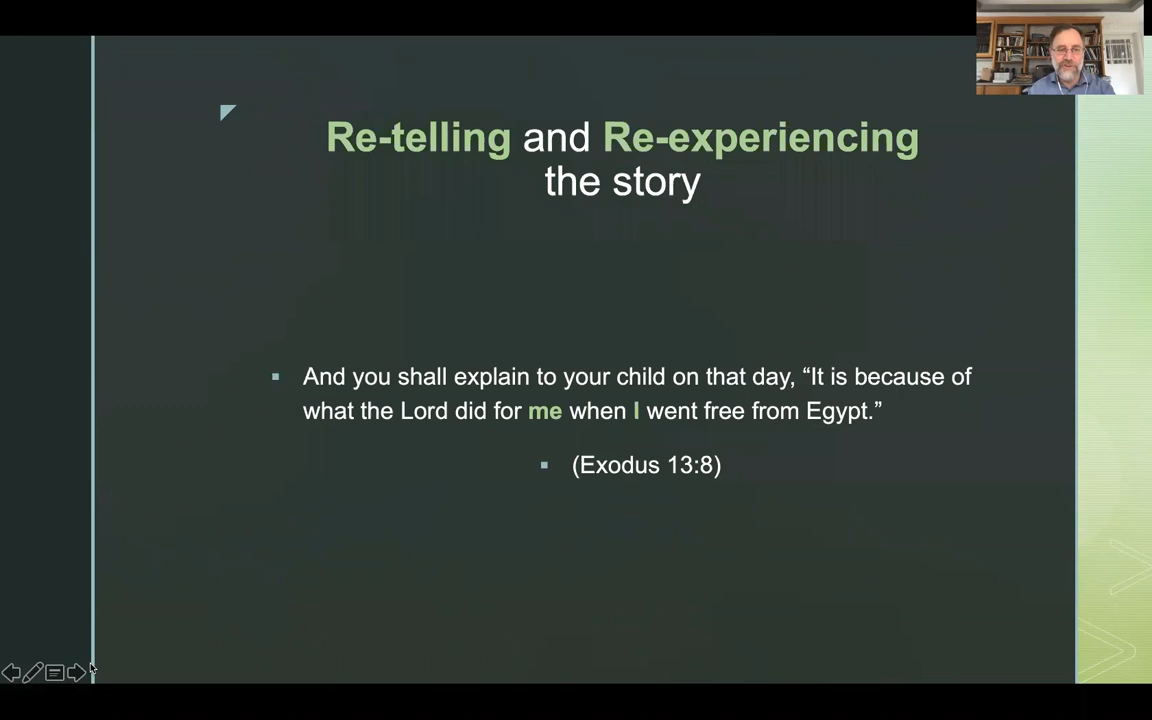 Re-telling and Re-experiencing
the story
▪ And you shall explain to your child on that day, “It is because of
what the Lord did for me when I went free from Egypt.”
▪ (Exodus 13:8)